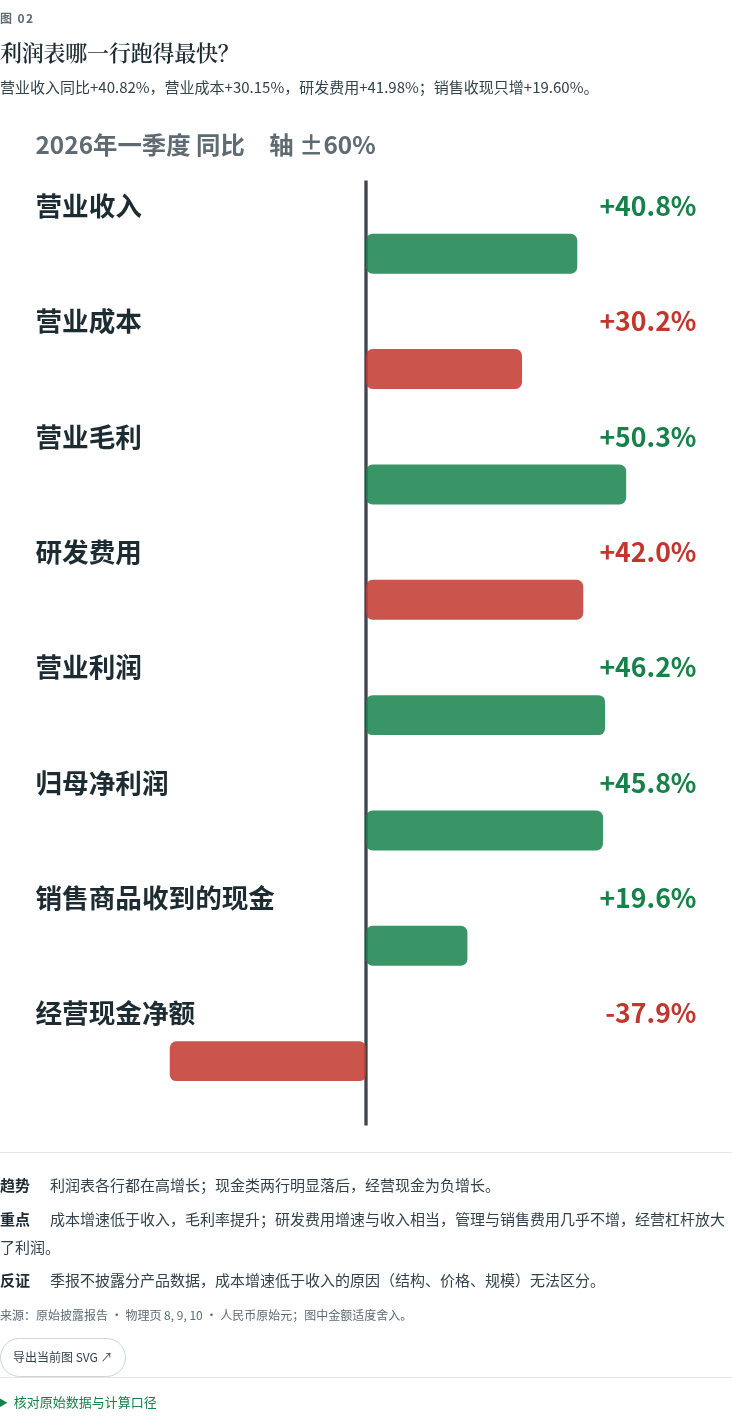 图 02
利润表哪一行跑得最快？
营业收入同比+40.82%，营业成本+30.15%，研发费用+41.98%；销售收现只增+19.60%。
2026年一季度 同比　轴 ±60%
营业收入 +40.8%
营业成本 +30.2%
营业毛利 +50.3%
研发费用 +42.0%
营业利润 +46.2%
归母净利润 +45.8%
销售商品收到的现金 +19.6%
经营现金净额 -37.9%
趋势 利润表各行都在高增长；现金类两行明显落后，经营现金为负增长。
重点 成本增速低于收入，毛利率提升；研发费用增速与收入相当，管理与销售费用几乎不增，经营杠杆放大
了利润。
反证 季报不披露分产品数据，成本增速低于收入的原因（结构、价格、规模）无法区分。
来源：原始披露报告 · 物理页 8, 9, 10 · 人民币原始元；图中金额适度舍入。
导出当前图 SVG ↗
▶ 核对原始数据与计算口径